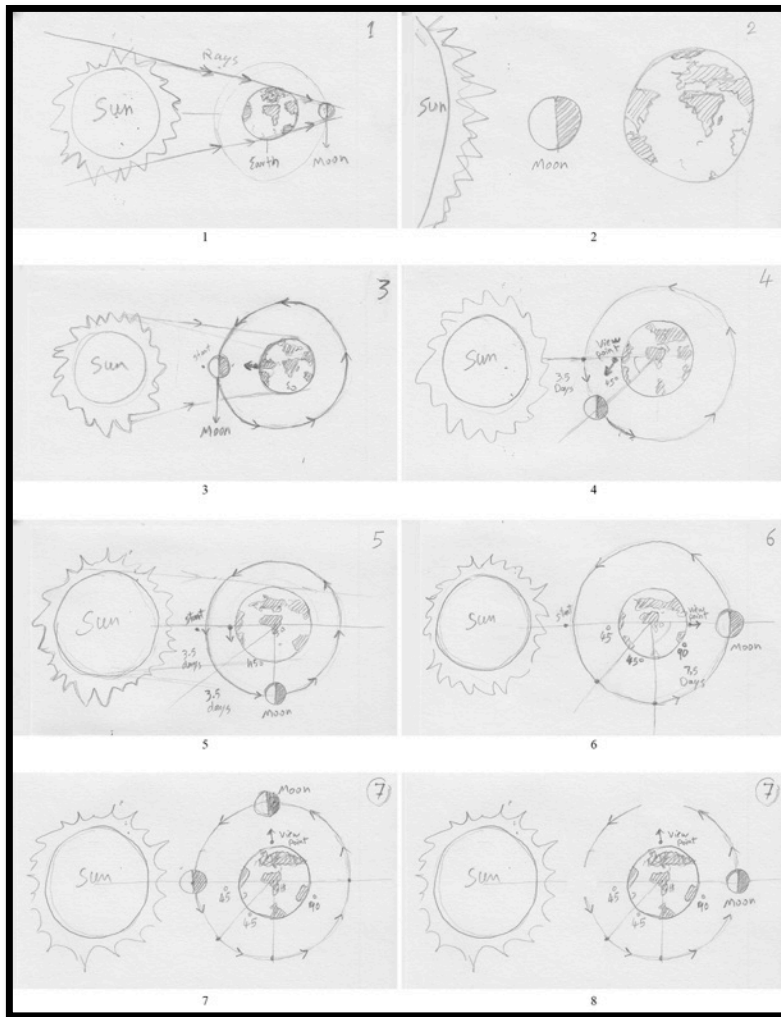 1
Rays
Sun
Earth
Moon
1
2
Sun
Moon
2
3
Sun
start
Moon
3
4
Sun
View
point
3.5
Days
45°
4
5
Sun
start
3.5
days
45°
3.5
days
Moon
5
6
Sun
start
View
point
Moon
45°
45°
90°
7.5
Days
6
7
Moon
View
point
Sun
45°
45°
90°
7
7
View
point
Sun
45°
45°
90°
Moon
8